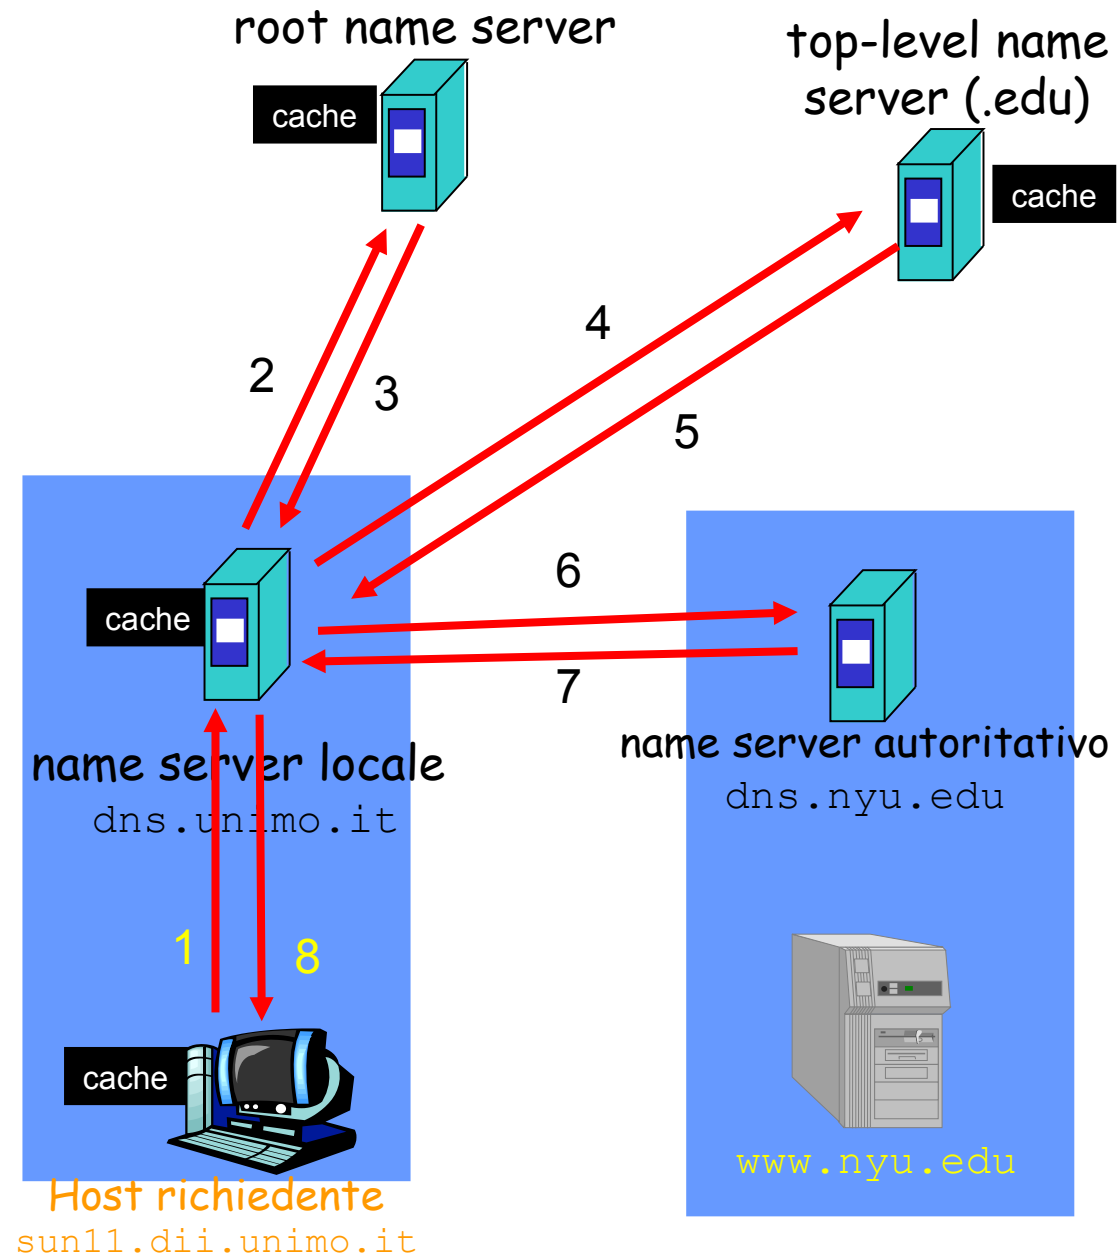 root name server
top-level name
server (.edu)
cache
cache
2
3
4
5
6
7
cache
name server locale
dns.unimo.it
name server autoritativo
dns.nyu.edu
1
8
cache
www.nyu.edu
Host richiedente
sun11.dii.unimo.it